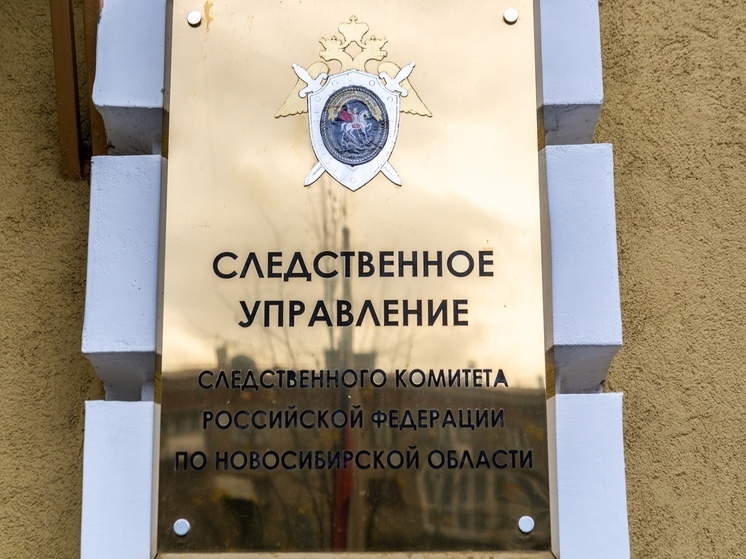 СЛЕДСТВЕННОЕ
УПРАВЛЕНИЕ
СЛЕДСТВЕННОГО КОМИТЕТА
РОССИЙСКОЙ ФЕДЕРАЦИИ
ПО НОВОСИБИРСКОЙ ОБЛАСТИ